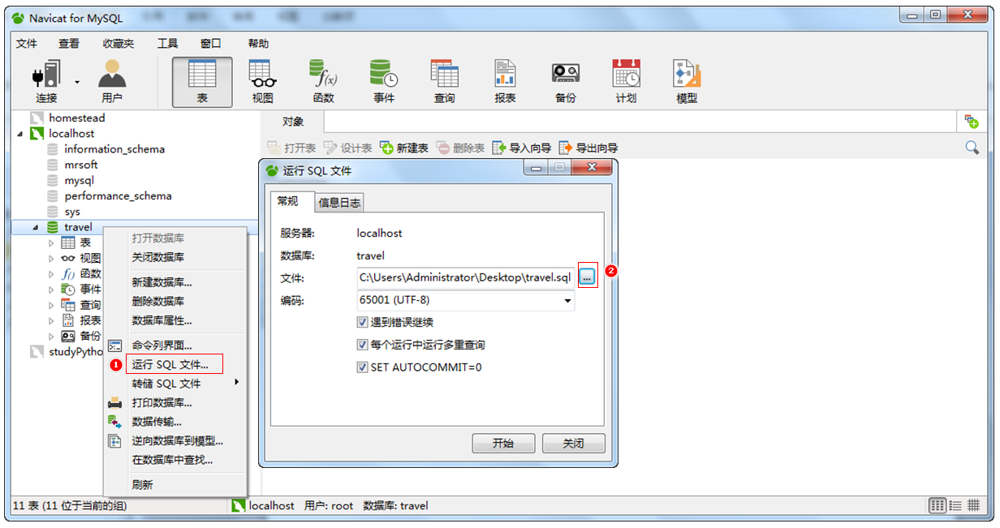 Navicat for MySQL
文件 查看 收藏夹 工具 窗口 帮助
连接 用户 表 视图 函数 事件 查询 报表 备份 计划 模型
homestead
localhost
information_schema
mrsoft
mysql
performance_schema
sys
travel
表
视图
函数
事件
查询
报表
备份
studyPytho
对象
打开表 设计表 新建表 删除表 导入向导 导出向导
打开数据库
关闭数据库
新建数据库...
删除数据库
数据库属性...
命令列界面...
1 运行 SQL 文件...
转储 SQL 文件
打印数据库...
数据传输...
逆向数据库到模型...
在数据库中查找...
刷新
运行 SQL 文件
常规 信息日志
服务器: localhost
数据库: travel
文件: C:\Users\Administrator\Desktop\travel.sql ... 2
编码: 65001 (UTF-8)
遇到错误继续
每个运行中运行多重查询
SET AUTOCOMMIT=0
开始 关闭
11 表 (11 位于当前的组) localhost 用户: root 数据库: travel